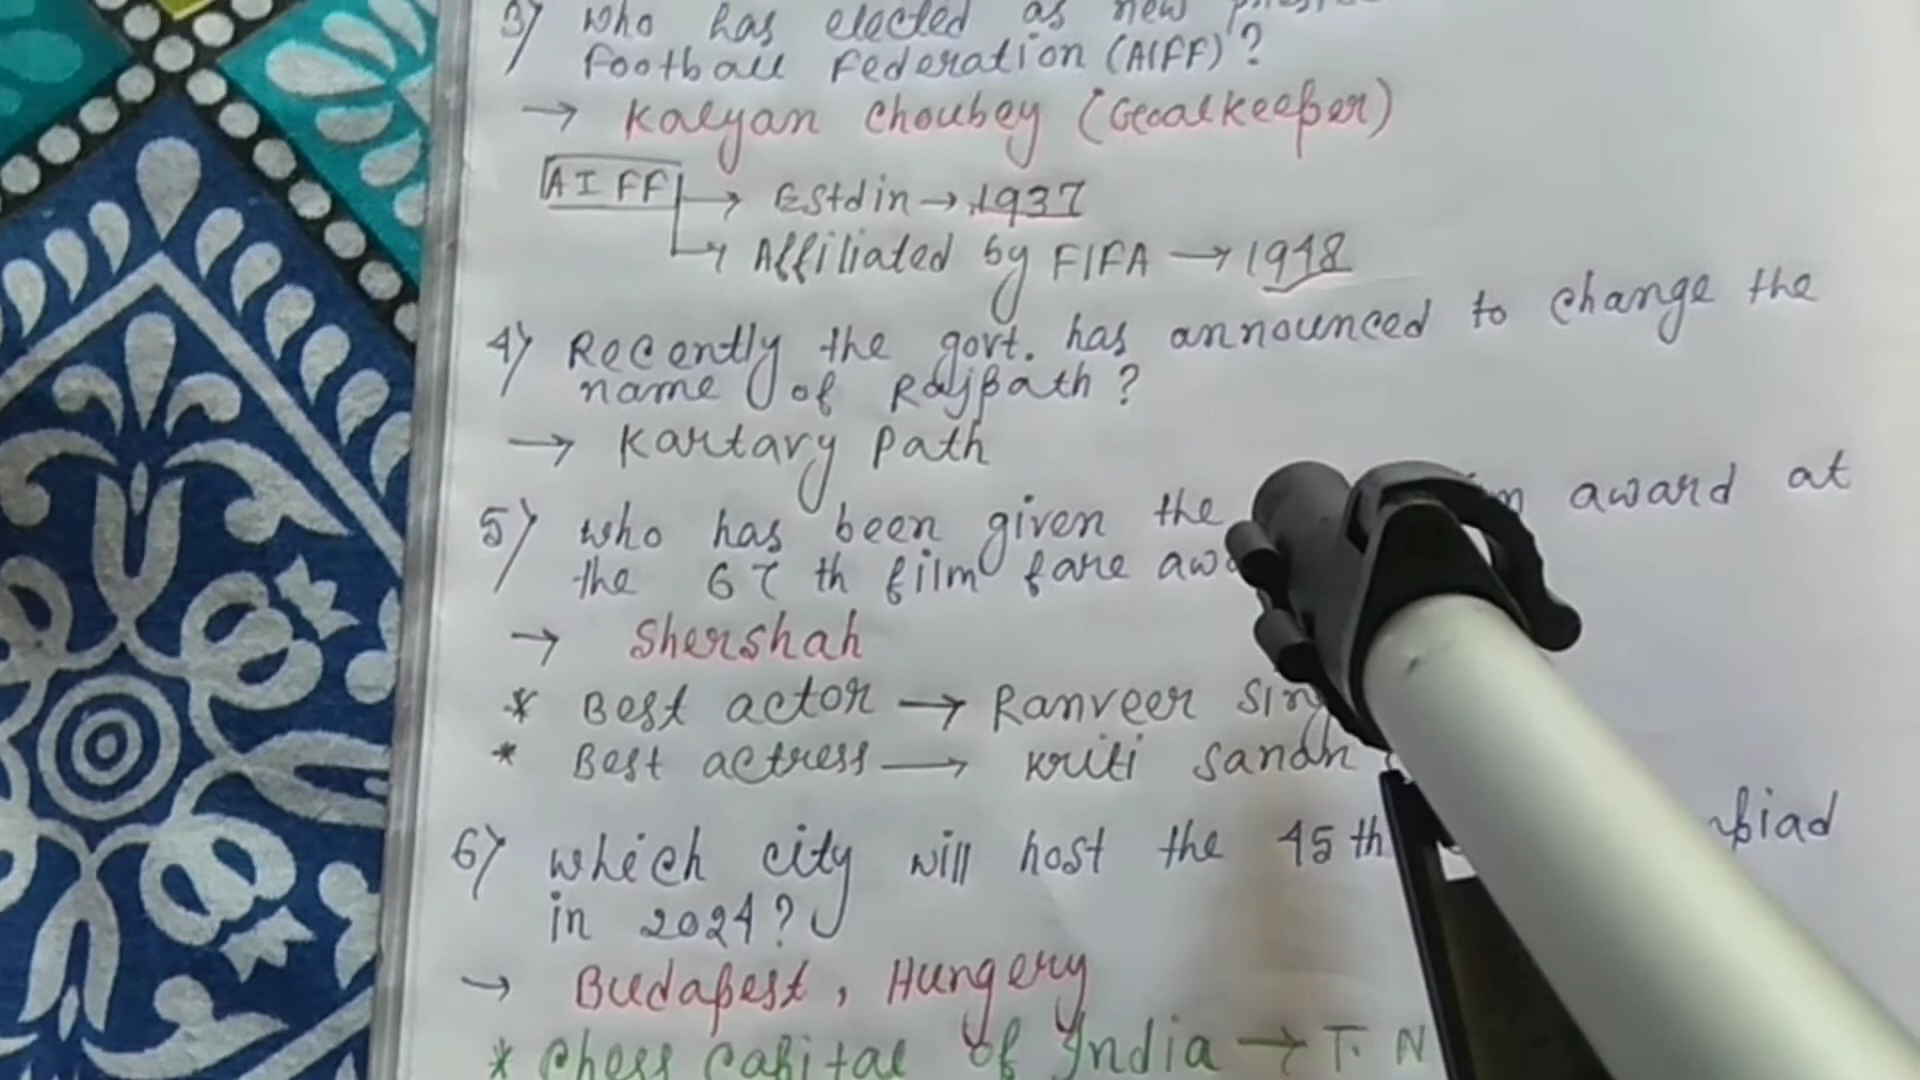 3) Who has elected as new
football Federation (AIFF)?
→ Kalyan Choubey (Goalkeeper)
AIFF → Estd in → 1937
→ Affiliated by FIFA → 1948
4) Recently the govt. has announced to change the
name of Rajpath?
→ Kartavy Path
5) who has been given the award at
the 67 th film fare
→ Shershah
* Best actor → Ranveer
* Best actress → Kriti Sanon
6) which city will host the 45 th
in 2024?
→ Budapest, Hungery
* Chess Capital of India → T. N